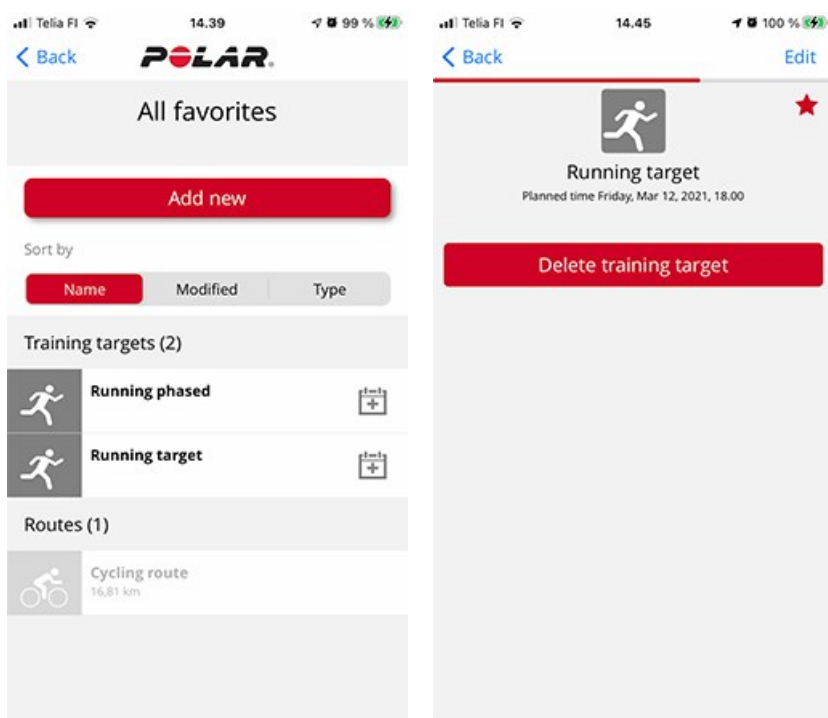 Telia FI 14.39 99 %
Back POLAR.
All favorites
Add new
Sort by
Name Modified Type
Training targets (2)
Running phased
Running target
Routes (1)
Cycling route
16,81 km
Telia FI 14.45 100 %
Back Edit
Running target
Planned time Friday, Mar 12, 2021, 18.00
Delete training target